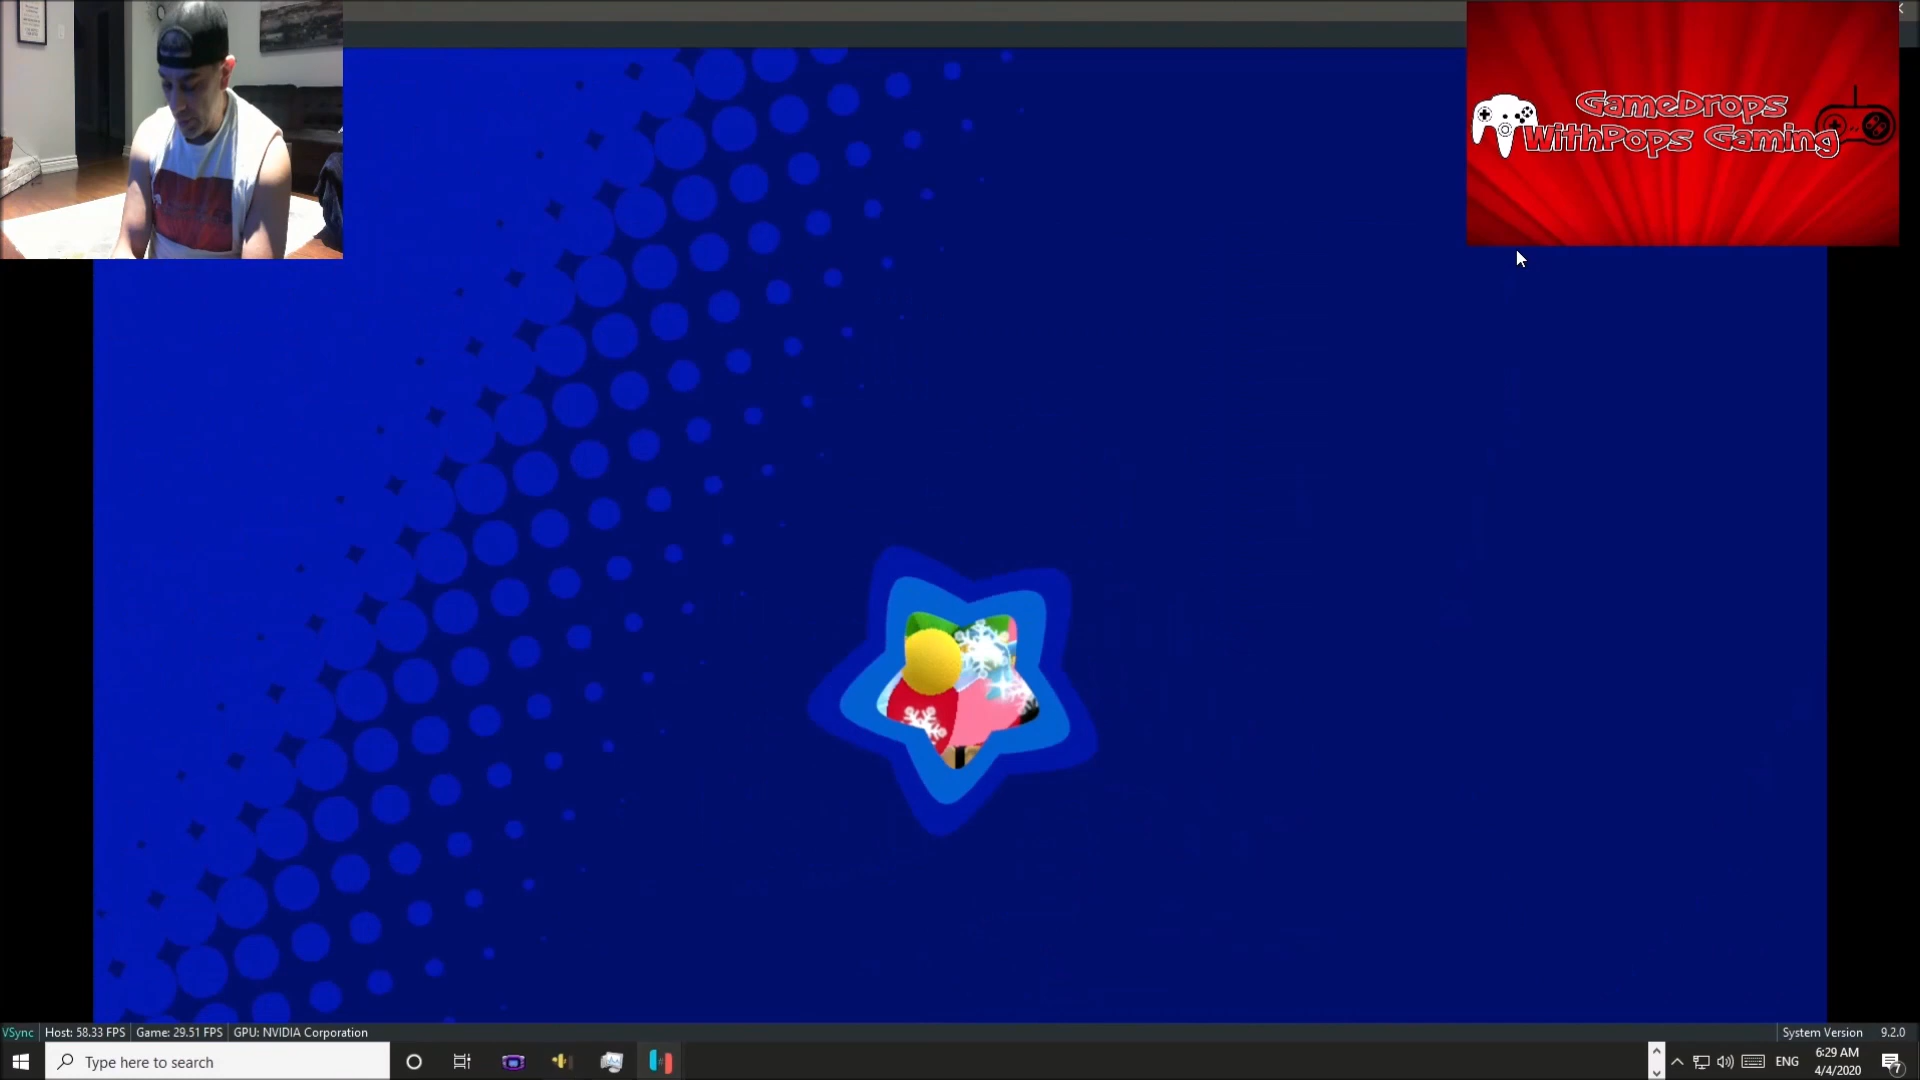 GameDrops
WithPops Gaming
VSync Host: 58.33 FPS Game: 29.51 FPS GPU: NVIDIA Corporation System Version 9.2.0
Type here to search
ENG
6:29 AM
4/4/2020
7